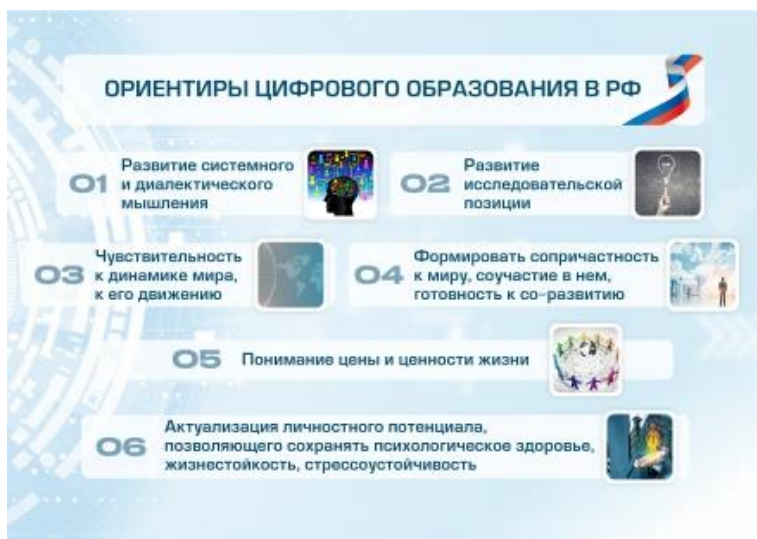 ОРИЕНТИРЫ ЦИФРОВОГО ОБРАЗОВАНИЯ В РФ
01
Развитие системного
и диалектического
мышления
02
Развитие
исследовательской
позиции
03
Чувствительность
к динамике мира,
к его движению
04
Формировать сопричастность
к миру, соучастие в нем,
готовность к со-развитию
05
Понимание цены и ценности жизни
06
Актуализация личностного потенциала,
позволяющего сохранять психологическое здоровье,
жизнестойкость, стрессоустойчивость